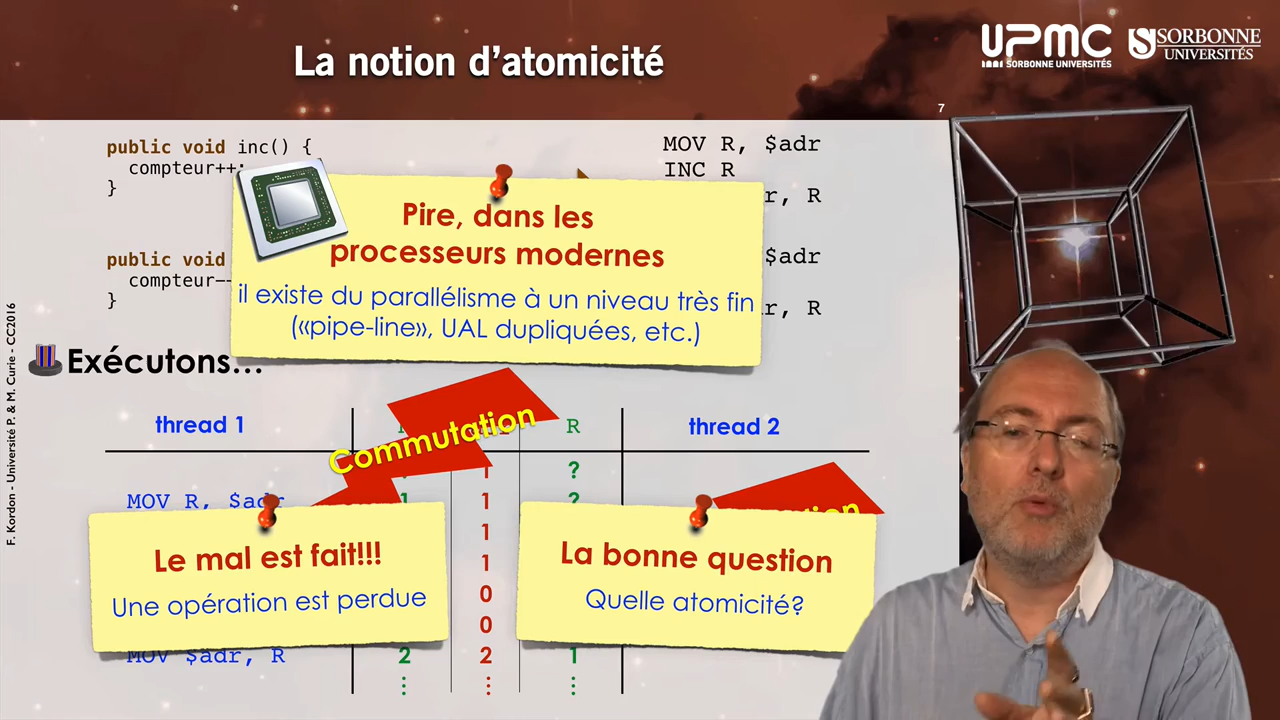 La notion d'atomicité
UPMC
SORBONNE UNIVERSITÉS
SORBONNE
UNIVERSITÉS
7
public void inc() {
compteur++;
}
MOV R, $adr
INC R
r, R
Pire, dans les
processeurs modernes
il existe du parallélisme à un niveau très fin
(«pipe-line», UAL dupliquées, etc.)
public void
compteur--
}
$adr
r, R
Exécutons...
thread 1
R
thread 2
Commutation
1
?
MOV R, $adr
1
1
?
1
1
0
0
Le mal est fait!!!
Une opération est perdue
La bonne question
Quelle atomicité?
MOV $adr, R
2
2
1
F. Kordon - Université P. & M. Curie - CC2016